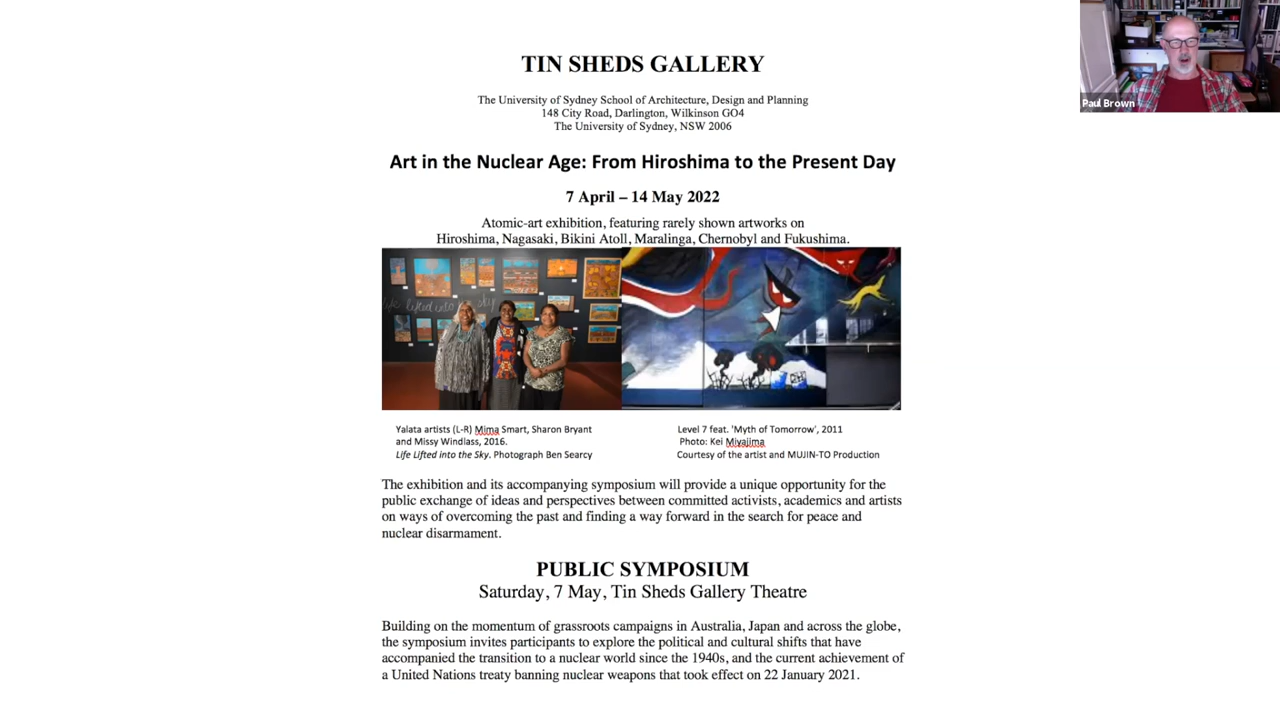 TIN SHEDS GALLERY
The University of Sydney School of Architecture, Design and Planning
148 City Road, Darlington, Wilkinson GO4
The University of Sydney, NSW 2006
Art in the Nuclear Age: From Hiroshima to the Present Day
7 April – 14 May 2022
Atomic-art exhibition, featuring rarely shown artworks on
Hiroshima, Nagasaki, Bikini Atoll, Maralinga, Chernobyl and Fukushima.
life lifted into the sky
Yalata artists (L-R) Mima Smart, Sharon Bryant
and Missy Windlass, 2016.
Life Lifted into the Sky. Photograph Ben Searcy
Level 7 feat. 'Myth of Tomorrow', 2011
Photo: Kei Miyajima
Courtesy of the artist and MUJIN-TO Production
The exhibition and its accompanying symposium will provide a unique opportunity for the
public exchange of ideas and perspectives between committed activists, academics and artists
on ways of overcoming the past and finding a way forward in the search for peace and
nuclear disarmament.
PUBLIC SYMPOSIUM
Saturday, 7 May, Tin Sheds Gallery Theatre
Building on the momentum of grassroots campaigns in Australia, Japan and across the globe,
the symposium invites participants to explore the political and cultural shifts that have
accompanied the transition to a nuclear world since the 1940s, and the current achievement of
a United Nations treaty banning nuclear weapons that took effect on 22 January 2021.
Paul Brown